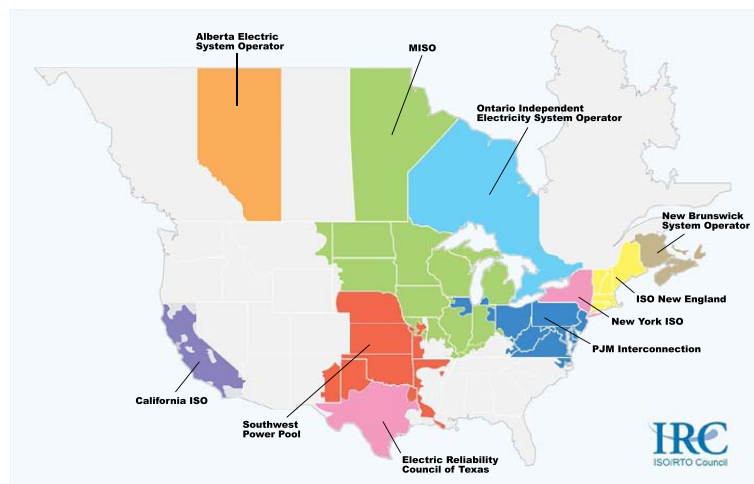 Alberta Electric
System Operator
MISO
Ontario Independent
Electricity System Operator
New Brunswick
System Operator
ISO New England
New York ISO
PJM Interconnection
California ISO
Southwest
Power Pool
Electric Reliability
Council of Texas
IRC
ISO/RTO Council